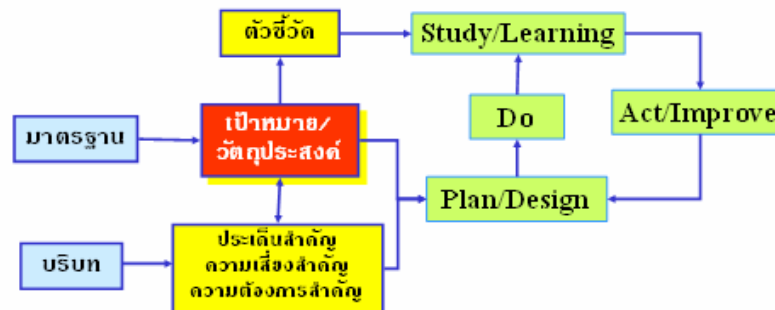 ตัวชี้วัด
Study/Learning
มาตรฐาน
เป้าหมาย/
วัตถุประสงค์
Do
Act/Improve
Plan/Design
บริบท
ประเด็นสำคัญ
ความเสี่ยงสำคัญ
ความต้องการสำคัญ